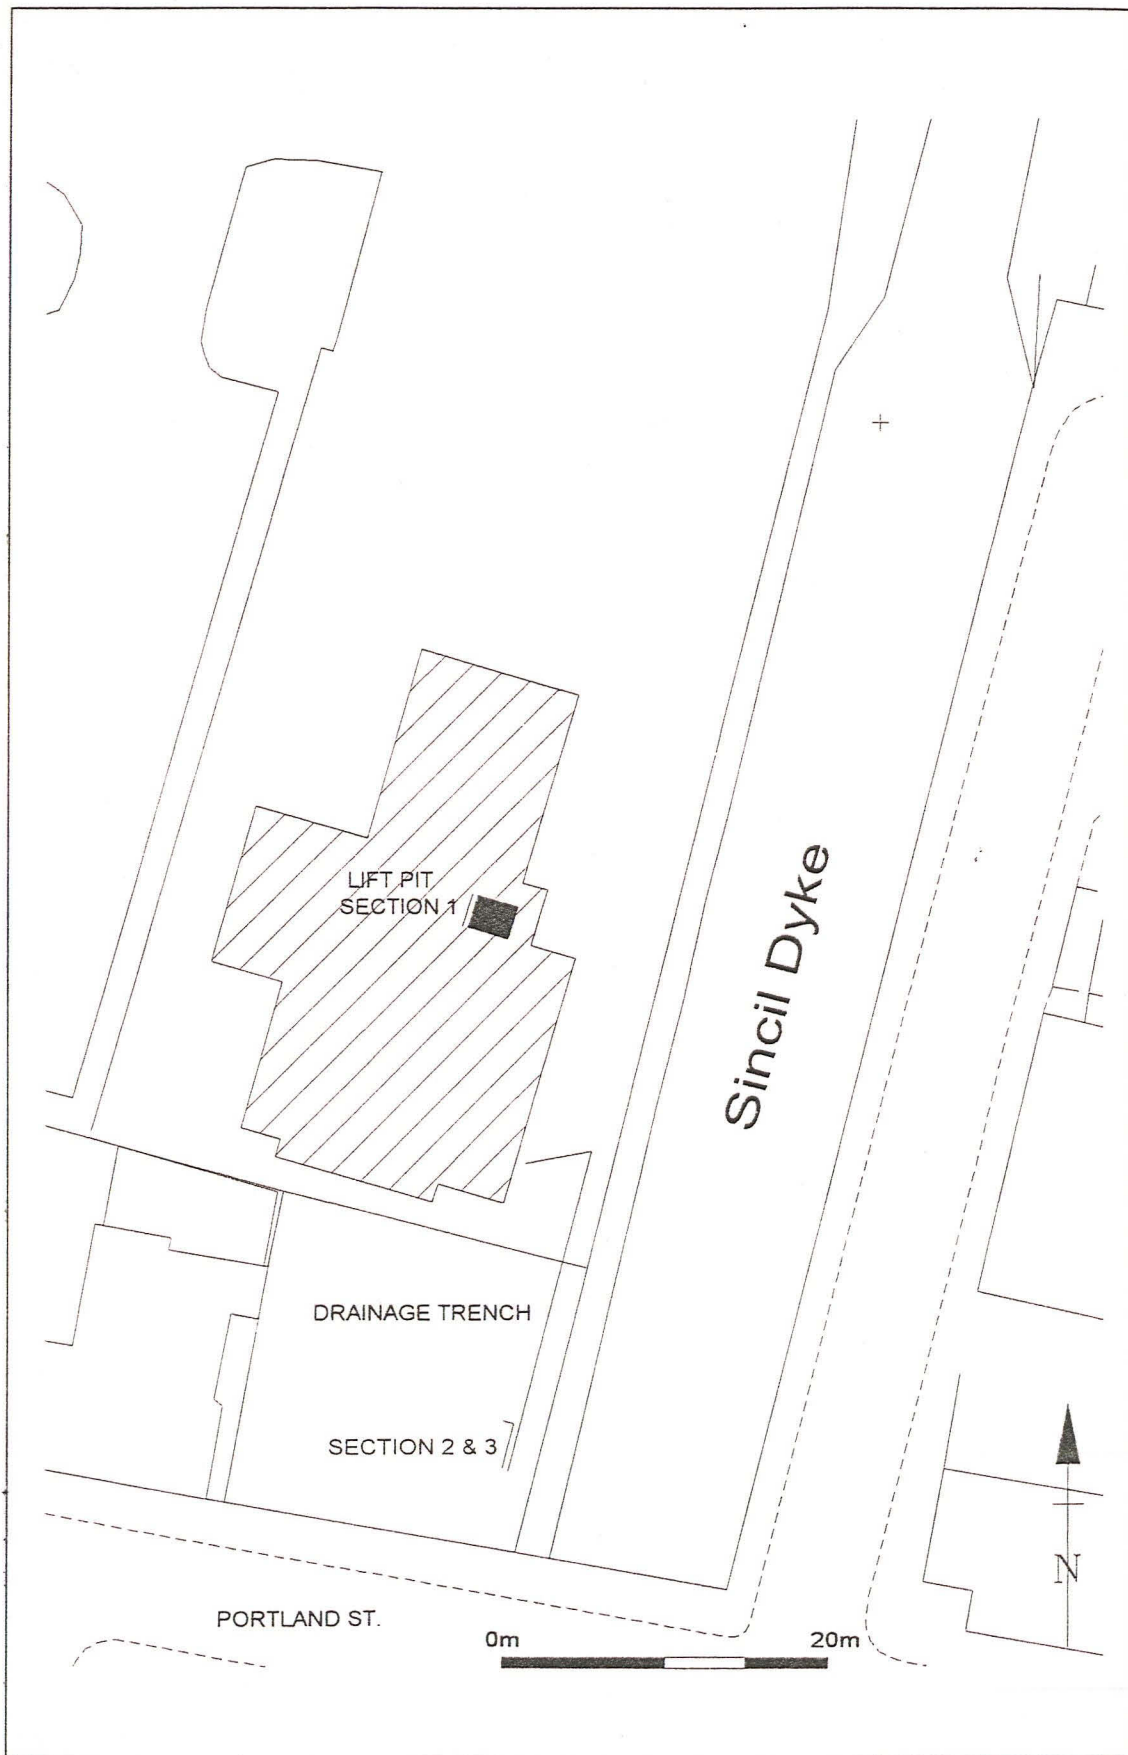 LIFT PIT
SECTION 1
Sincil Dyke
DRAINAGE TRENCH
SECTION 2 & 3
N
PORTLAND ST.
0m 20m